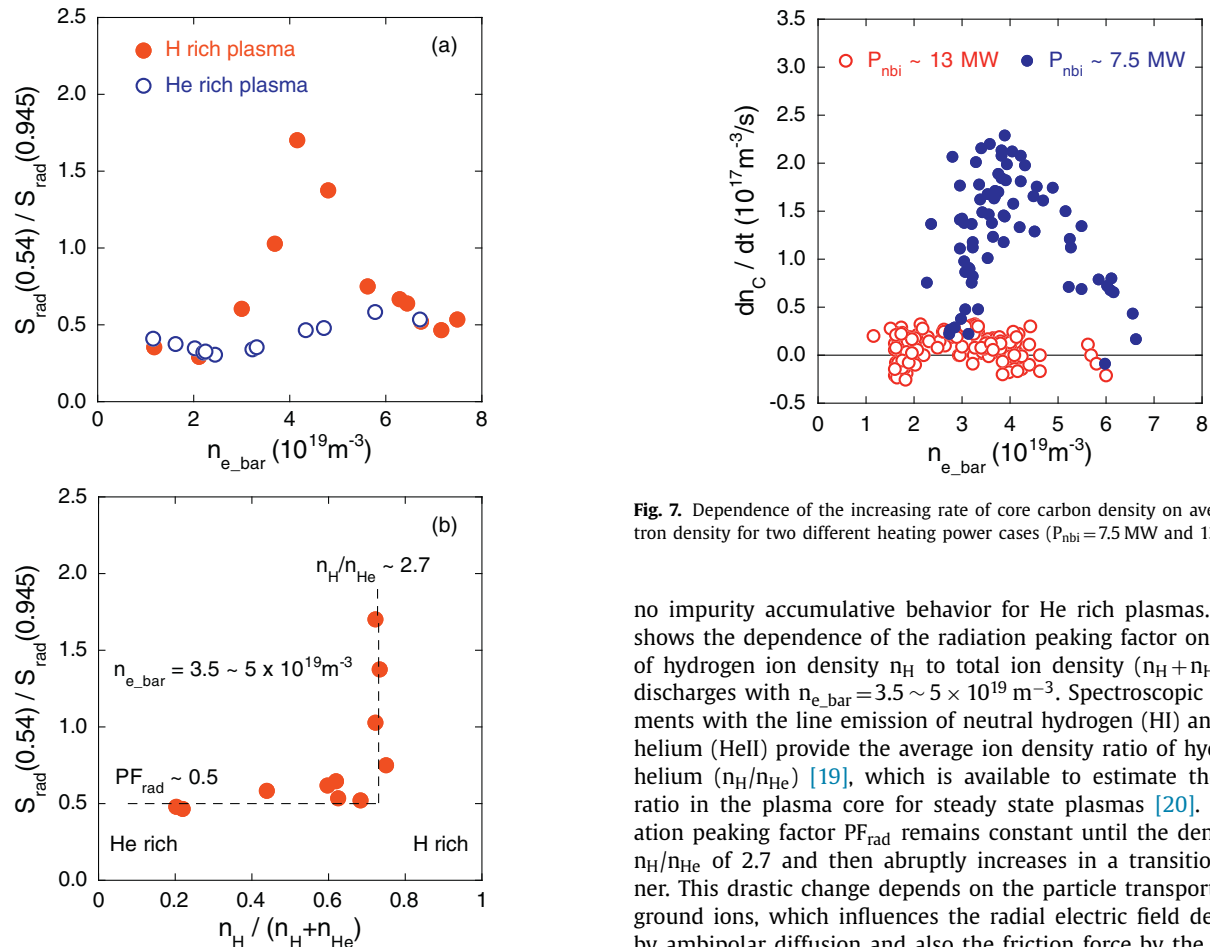 2.5
2.0
1.5
1.0
0.5
0.0
S_rad(0.54) / S_rad(0.945)
(a)
H rich plasma
He rich plasma
0 2 4 6 8
n_e_bar (10^19 m^-3)
2.5
2.0
1.5
1.0
0.5
0.0
S_rad(0.54) / S_rad(0.945)
(b)
n_H/n_He ~ 2.7
n_e_bar = 3.5 ~ 5 x 10^19 m^-3
PF_rad ~ 0.5
He rich H rich
0 0.2 0.4 0.6 0.8 1
n_H / (n_H+n_He)
3.5
3.0
2.5
2.0
1.5
1.0
0.5
0.0
-0.5
dn_C / dt (10^17 m^-3/s)
P_nbi ~ 13 MW P_nbi ~ 7.5 MW
0 1 2 3 4 5 6 7 8
n_e_bar (10^19 m^-3)
Fig. 7. Dependence of the increasing rate of core carbon density on ave
tron density for two different heating power cases (P_nbi = 7.5 MW and 1
no impurity accumulative behavior for He rich plasmas.
shows the dependence of the radiation peaking factor on
of hydrogen ion density n_H to total ion density (n_H + n_H
discharges with n_e_bar = 3.5 ∼ 5 × 10^19 m^−3. Spectroscopic
ments with the line emission of neutral hydrogen (HI) an
helium (HeII) provide the average ion density ratio of hy
helium (n_H/n_He) [19], which is available to estimate th
ratio in the plasma core for steady state plasmas [20].
ation peaking factor PF_rad remains constant until the den
n_H/n_He of 2.7 and then abruptly increases in a transitio
ner. This drastic change depends on the particle transport
ground ions, which influences the radial electric field de
by ambipolar diffusion and also the friction force by the